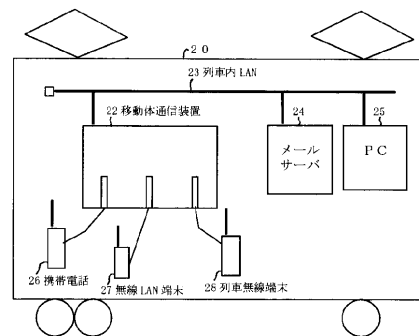 ２０
23 列車内 LAN
22 移動体通信装置
24
メール
サーバ
25
ＰＣ
26 携帯電話
27 無線 LAN 端末
28 列車無線端末